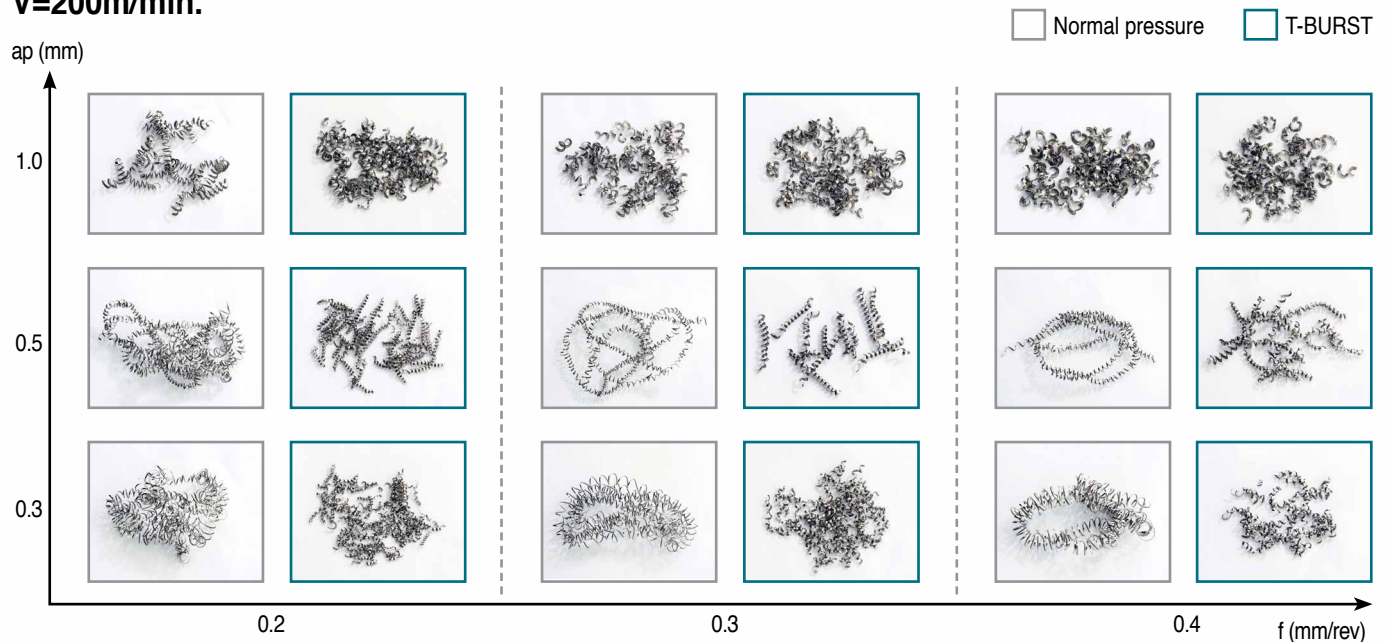 V=200m/min.
Normal pressure
T-BURST
ap (mm)
1.0
0.5
0.3
0.2
0.3
0.4
f (mm/rev)